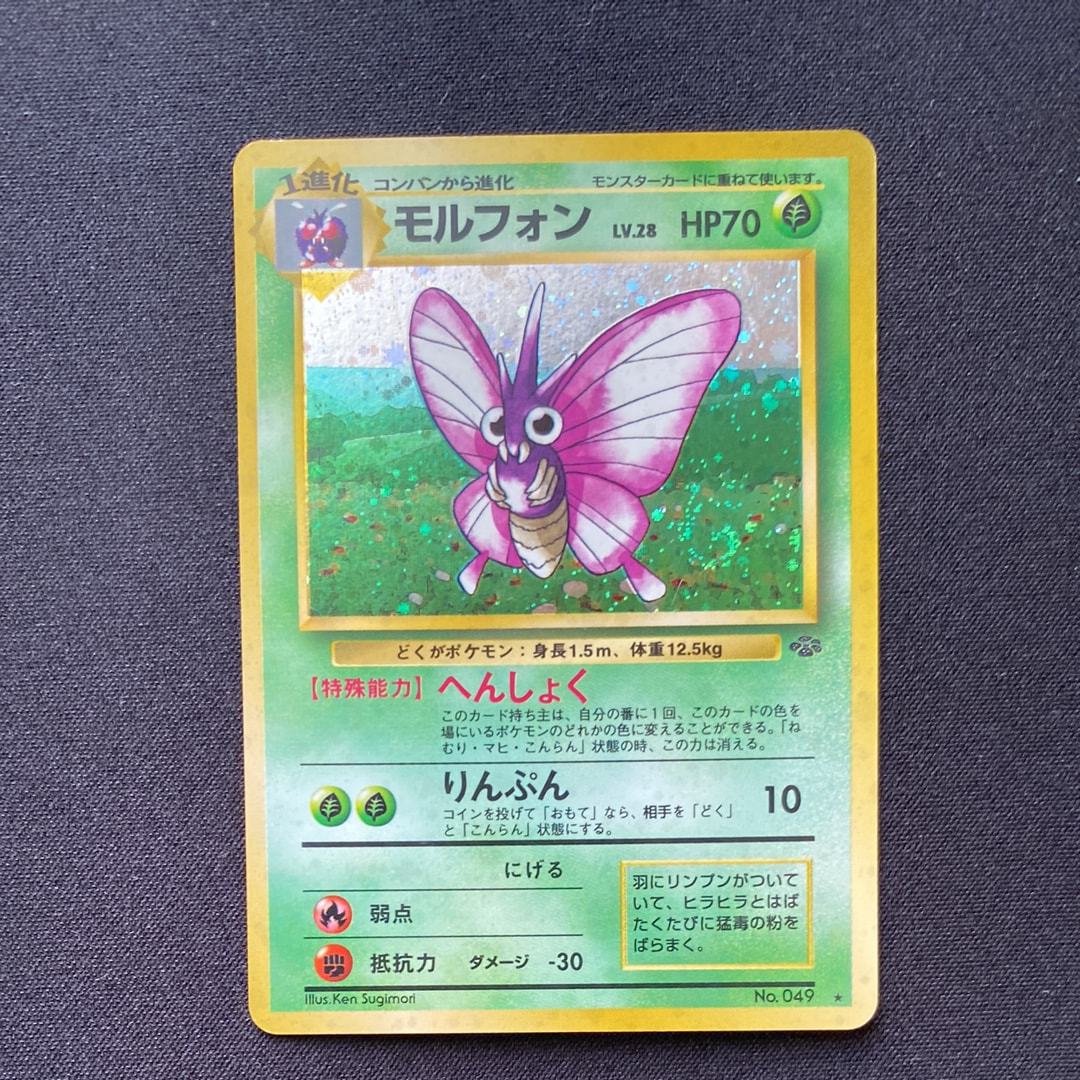 1進化 コンパンから進化 モンスターカードに重ねて使います。
モルフォン LV.28 HP70
どくがポケモン：身長1.5m、体重12.5kg
【特殊能力】へんしょく
このカード持ち主は、自分の番に1回、このカードの色を
場にいるポケモンのどれかの色に変えることができる。「ね
むり・マヒ・こんらん」状態の時、この力は消える。
りんぷん 10
コインを投げて「おもて」なら、相手を「どく」
と「こんらん」状態にする。
にげる
弱点
抵抗力 ダメージ -30
羽にリンプンがついて
いて、ヒラヒラとはば
たくたびに猛毒の粉を
ばらまく。
Illus.Ken Sugimori No. 049 ★